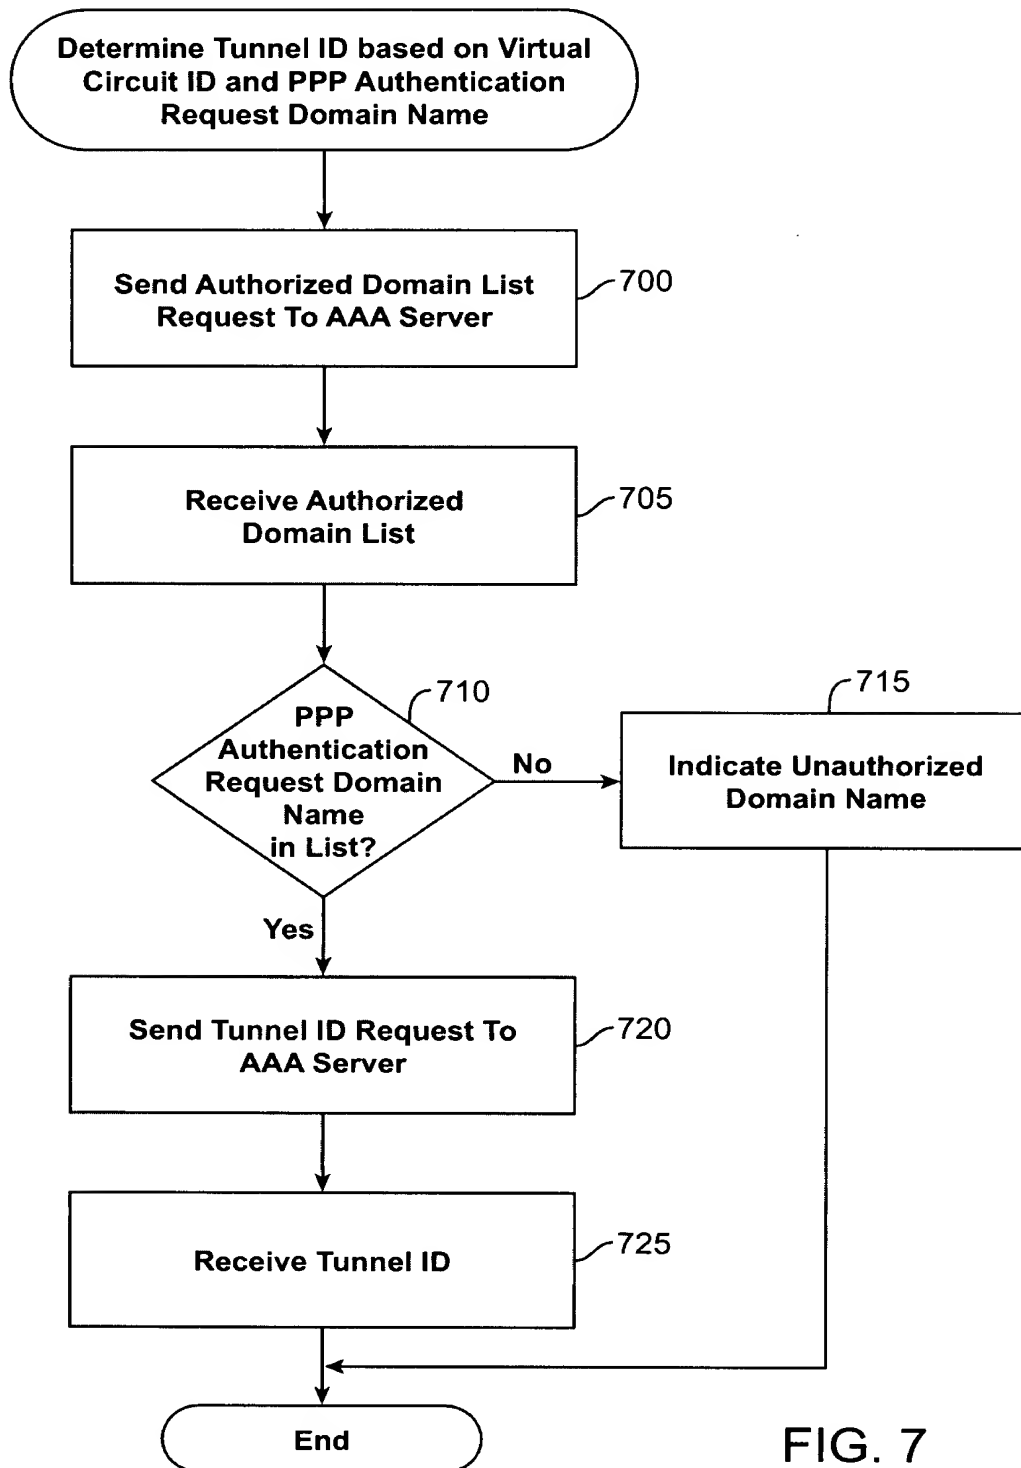 Determine Tunnel ID based on Virtual
Circuit ID and PPP Authentication
Request Domain Name
Send Authorized Domain List
Request To AAA Server
700
Receive Authorized
Domain List
705
PPP
Authentication
Request Domain
Name
in List?
710
No
715
Indicate Unauthorized
Domain Name
Yes
Send Tunnel ID Request To
AAA Server
720
Receive Tunnel ID
725
End
FIG. 7